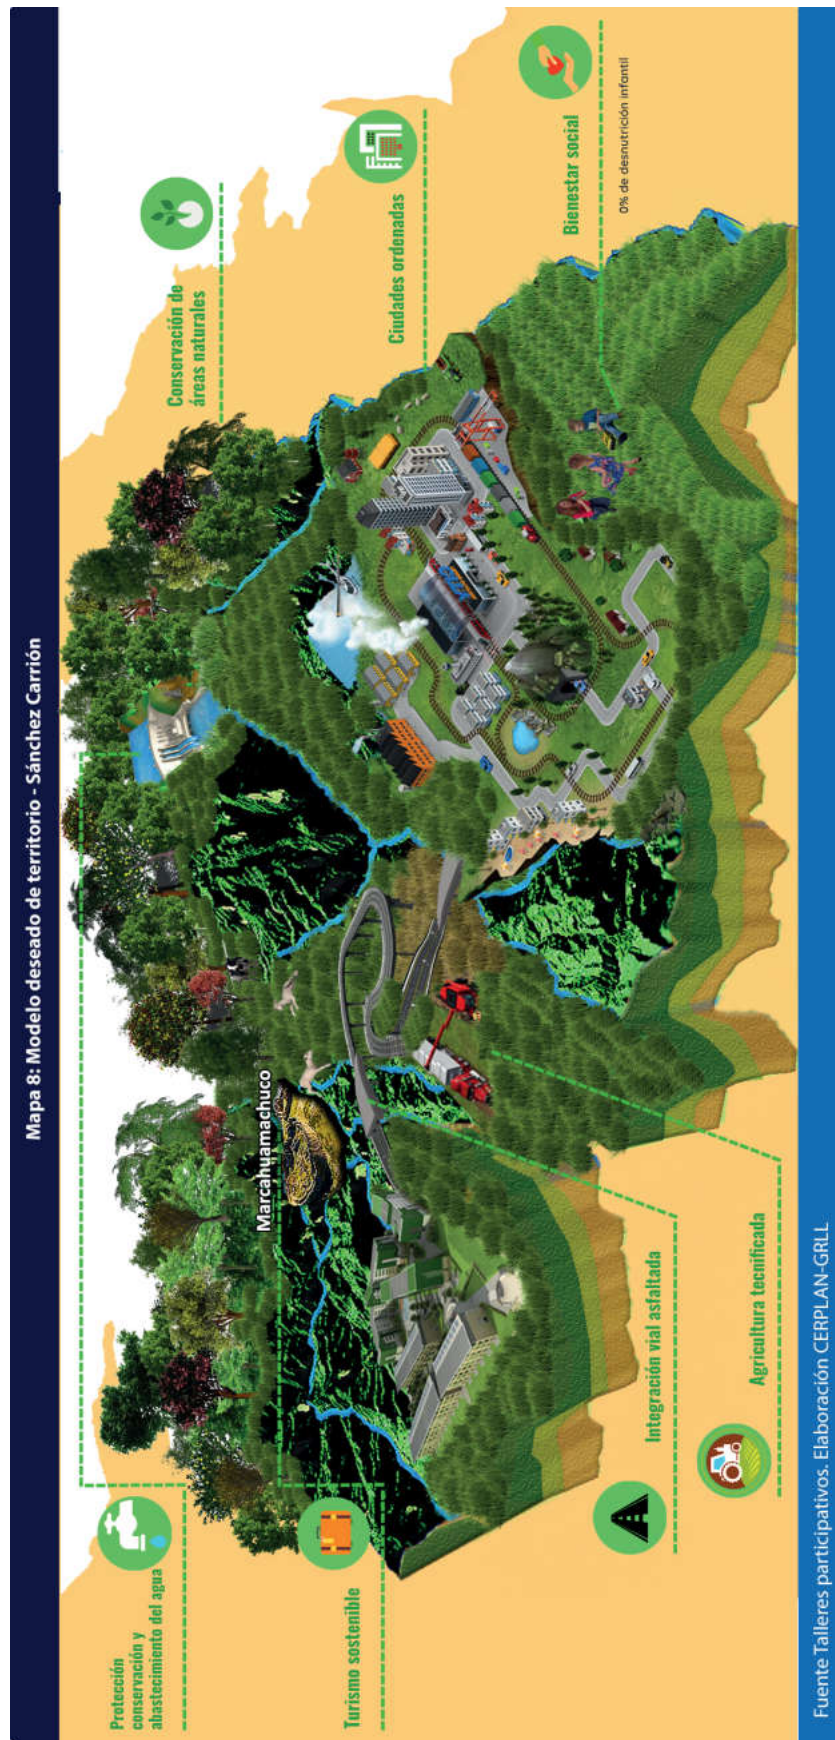 Mapa 8: Modelo deseado de territorio - Sánchez Carrión
Protección
conservación y
abastecimiento del agua
Turismo sostenible
Marcahuamachuco
Conservación de
áreas naturales
Ciudades ordenadas
Bienestar social
0% de desnutrición infantil
Integración vial asfaltada
Agricultura tecnificada
Fuente Talleres participativos. Elaboración CERPLAN-GRLL